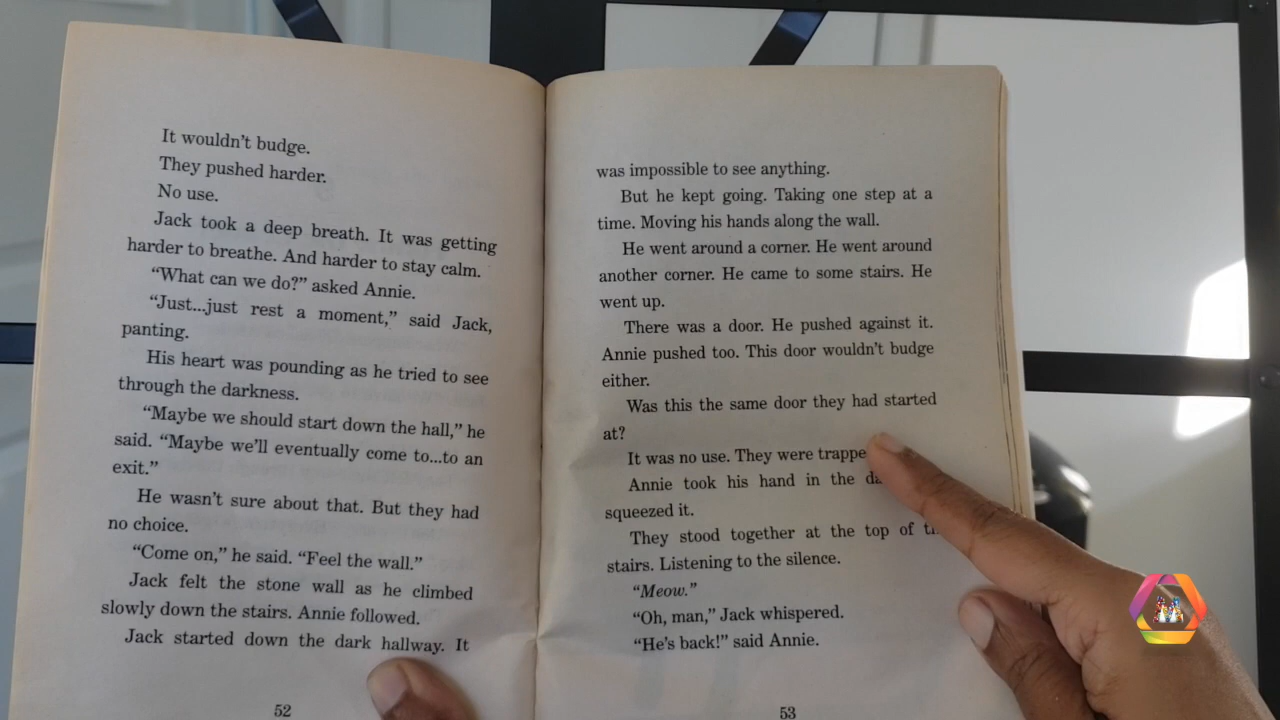 It wouldn't budge.
They pushed harder.
No use.
Jack took a deep breath. It was getting
harder to breathe. And harder to stay calm.
"What can we do?" asked Annie.
"Just...just rest a moment," said Jack,
panting.
His heart was pounding as he tried to see
through the darkness.
"Maybe we should start down the hall," he
said. "Maybe we'll eventually come to...to an
exit."
He wasn't sure about that. But they had
no choice.
"Come on," he said. "Feel the wall."
Jack felt the stone wall as he climbed
slowly down the stairs. Annie followed.
Jack started down the dark hallway. It
52
was impossible to see anything.
But he kept going. Taking one step at a
time. Moving his hands along the wall.
He went around a corner. He went around
another corner. He came to some stairs. He
went up.
There was a door. He pushed against it.
Annie pushed too. This door wouldn't budge
either.
Was this the same door they had started
at?
It was no use. They were
Annie took his hand in the
squeezed it.
They stood together at the top of
stairs. Listening to the silence.
"Meow."
"Oh, man," Jack whispered.
"He's back!" said Annie.
53